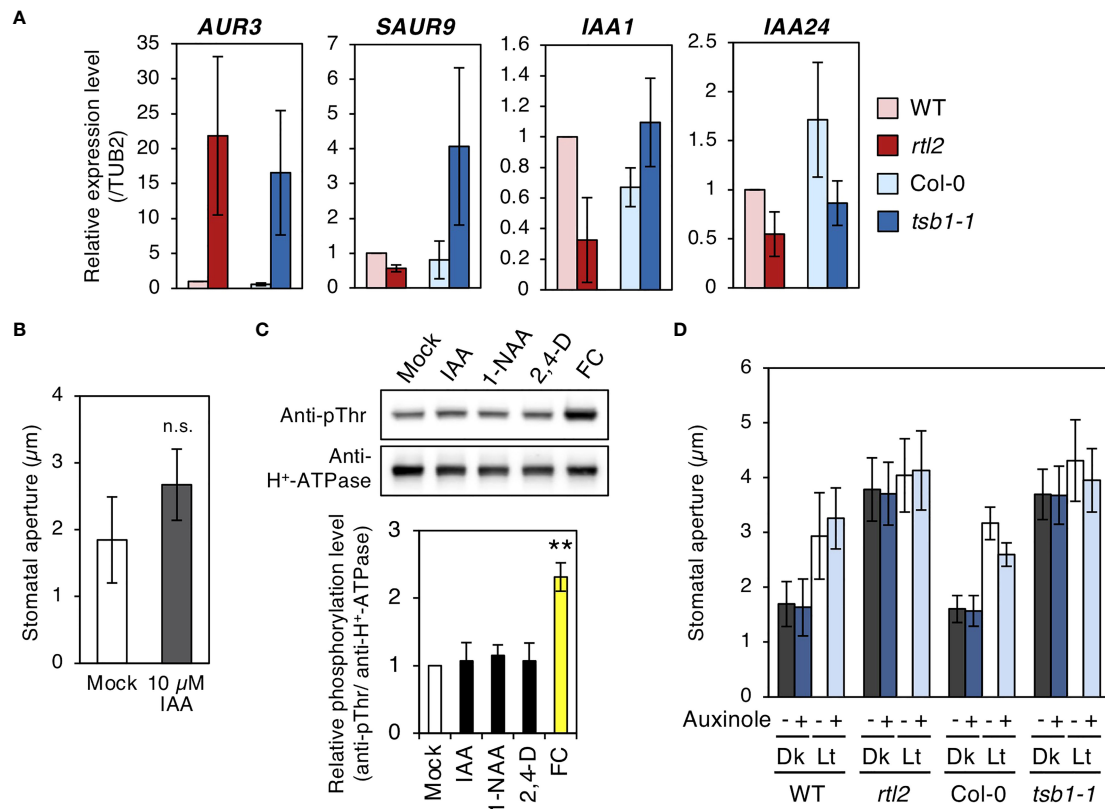 A
AUR3
SAUR9
IAA1
IAA24
Relative expression level
(/TUB2)
35
30
25
20
15
10
5
0
7
6
5
4
3
2
1
0
1.6
1.4
1.2
1
0.8
0.6
0.4
0.2
0
2.5
2
1.5
1
0.5
0
WT
rtl2
Col-0
tsb1-1
B
Stomatal aperture (µm)
4
3
2
1
0
n.s.
Mock
10 µM
IAA
C
Mock
IAA
1-NAA
2,4-D
FC
Anti-pThr
Anti-
H⁺-ATPase
Relative phosphorylation level
(anti-pThr/ anti-H⁺-ATPase)
3
2
1
0
**
Mock
IAA
1-NAA
2,4-D
FC
D
Stomatal aperture (µm)
6
5
4
3
2
1
0
Auxinole - + - + - + - + - + - + - + - +
Dk Lt Dk Lt Dk Lt Dk Lt
WT rtl2 Col-0 tsb1-1